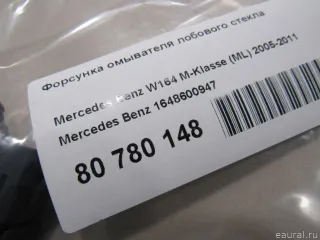 Форсунка омывателя лобового стекла
Mercedes Benz W164 M-Klasse (ML) 2005-2011
Mercedes Benz 1648600947
80 780 148
eaural.ru